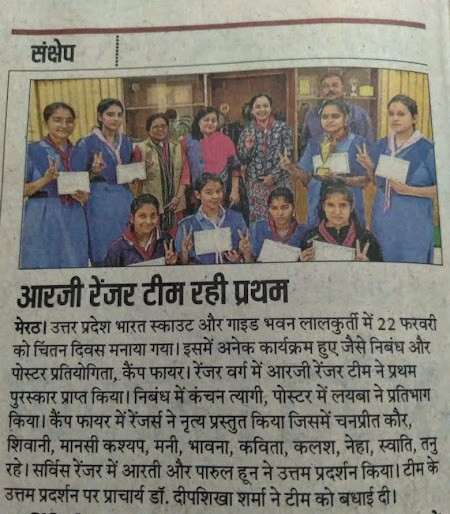 संक्षेप
आरजी रेंजर टीम रही प्रथम
मेरठ। उत्तर प्रदेश भारत स्काउट और गाइड भवन लालकुर्ती में 22 फरवरी
को चिंतन दिवस मनाया गया। इसमें अनेक कार्यक्रम हुए जैसे निबंध और
पोस्टर प्रतियोगिता, कैंप फायर। रेंजर वर्ग में आरजी रेंजर टीम ने प्रथम
पुरस्कार प्राप्त किया। निबंध में कंचन त्यागी, पोस्टर में लयबा ने प्रतिभाग
किया। कैंप फायर में रेंजर्स ने नृत्य प्रस्तुत किया जिसमें चनप्रीत कौर,
शिवानी, मानसी कश्यप, मनी, भावना, कविता, कलश, नेहा, स्वाति, तनु
रहे। सर्विस रेंजर में आरती और पारुल हून ने उत्तम प्रदर्शन किया। टीम के
उत्तम प्रदर्शन पर प्राचार्य डॉ. दीपशिखा शर्मा ने टीम को बधाई दी।